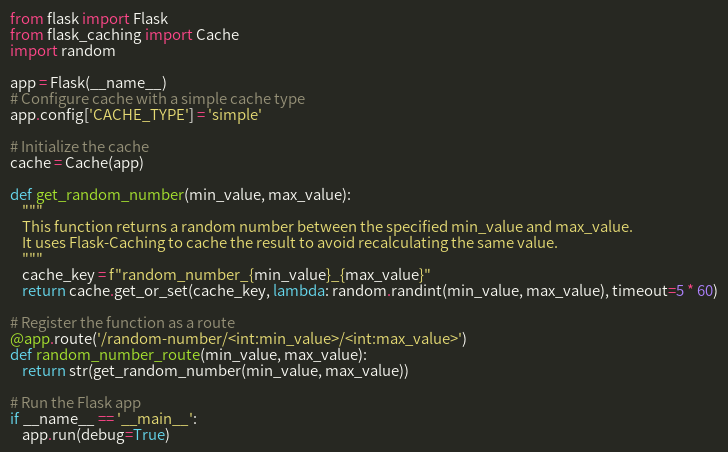 from flask import Flask
from flask_caching import Cache
import random
app = Flask(__name__)
# Configure cache with a simple cache type
app.config['CACHE_TYPE'] = 'simple'
# Initialize the cache
cache = Cache(app)
def get_random_number(min_value, max_value):
"""
This function returns a random number between the specified min_value and max_value.
It uses Flask-Caching to cache the result to avoid recalculating the same value.
"""
cache_key = f"random_number_{min_value}_{max_value}"
return cache.get_or_set(cache_key, lambda: random.randint(min_value, max_value), timeout=5 * 60)
# Register the function as a route
@app.route('/random-number/<int:min_value>/<int:max_value>')
def random_number_route(min_value, max_value):
return str(get_random_number(min_value, max_value))
# Run the Flask app
if __name__ == '__main__':
app.run(debug=True)